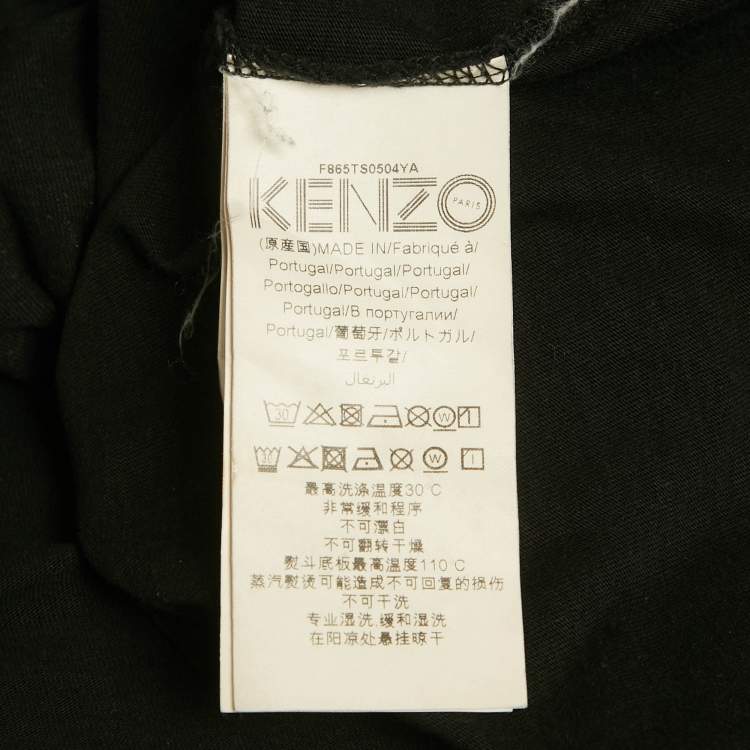 F865TS0504YA
KENZO
PARIS
(原産国)MADE IN/Fabriqué à/
Portugal/Portugal/Portugal/
Portogallo/Portugal/Portugal/
Portugal/В португалии/
Portugal/葡萄牙/ポルトガル/
포르투갈/
البرتغال
30 W
W
最高洗涤温度30℃
非常缓和程序
不可漂白
不可翻转干燥
熨斗底板最高温度110℃
蒸汽熨烫可能造成不可回复的损伤
不可干洗
专业湿洗,缓和湿洗
在阳凉处悬挂晾干